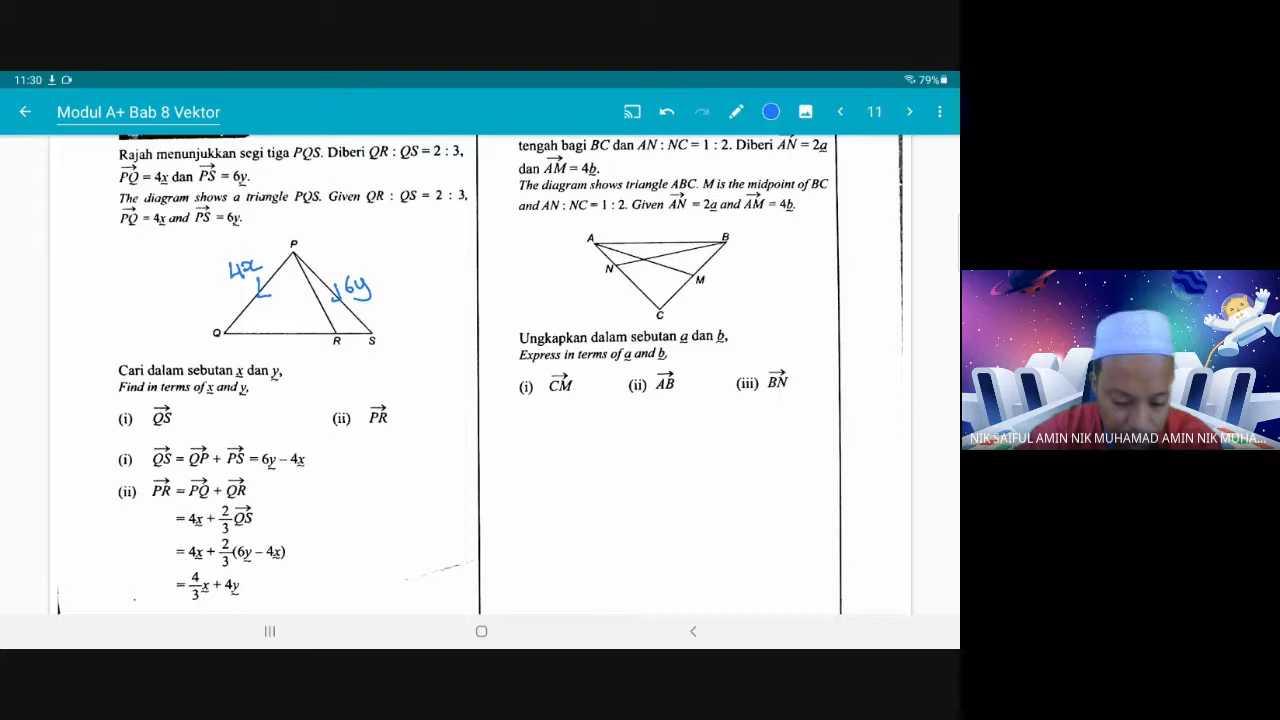 11:30
79%
Modul A+ Bab 8 Vektor
11
Rajah menunjukkan segi tiga PQS. Diberi QR : QS = 2 : 3,
PQ = 4x dan PS = 6y.
The diagram shows a triangle PQS. Given QR : QS = 2 : 3,
PQ = 4x and PS = 6y.
P
4x
6y
Q
R
S
Cari dalam sebutan x dan y,
Find in terms of x and y,
(i) QS
(ii) PR
(i) QS = QP + PS = 6y – 4x
(ii) PR = PQ + QR
= 4x + 2/3 QS
= 4x + 2/3 (6y – 4x)
= 4/3 x + 4y
tengah bagi BC dan AN : NC = 1 : 2. Diberi AN = 2a
dan AM = 4b.
The diagram shows triangle ABC. M is the midpoint of BC
and AN : NC = 1 : 2. Given AN = 2a and AM = 4b.
A
B
N
M
C
Ungkapkan dalam sebutan a dan b,
Express in terms of a and b,
(i) CM
(ii) AB
(iii) BN
NIK SAIFUL AMIN NIK MUHAMAD AMIN NIK MUHA...